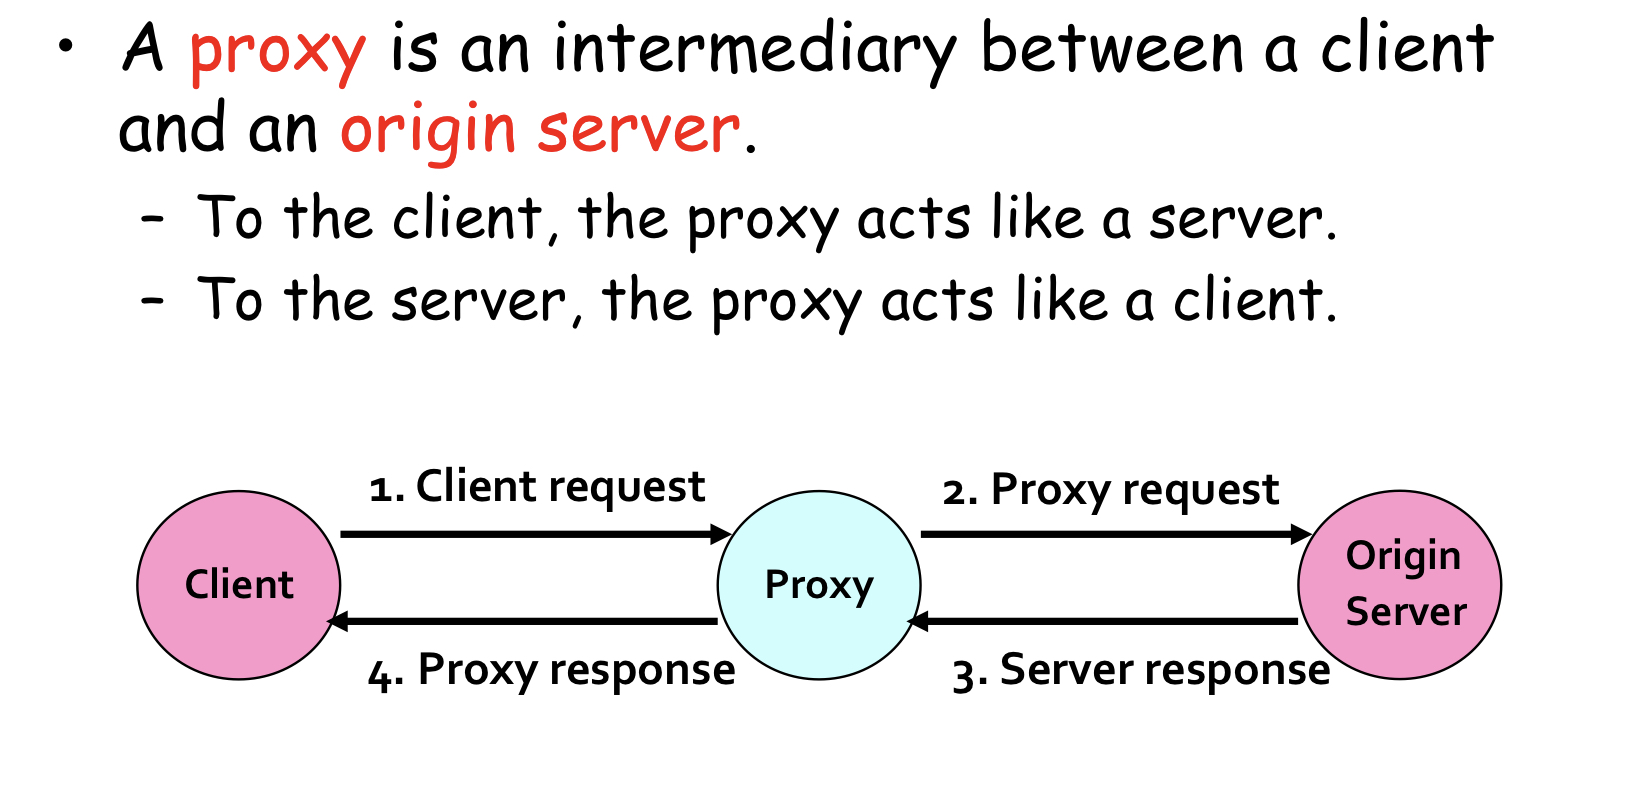 • A proxy is an intermediary between a client
and an origin server.
– To the client, the proxy acts like a server.
– To the server, the proxy acts like a client.
1. Client request
2. Proxy request
Client
Proxy
Origin
Server
4. Proxy response
3. Server response